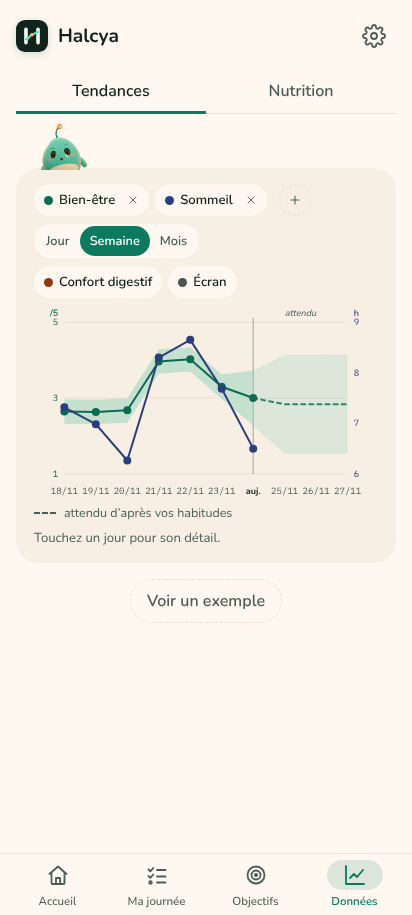 Halcya
Tendances Nutrition
Bien-être × Sommeil × +
Jour Semaine Mois
Confort digestif Écran
/5 attendu h
5 9
8
3
7
1 6
18/11 19/11 20/11 21/11 22/11 23/11 auj. 25/11 26/11 27/11
attendu d’après vos habitudes
Touchez un jour pour son détail.
Voir un exemple
Accueil Ma journée Objectifs Données